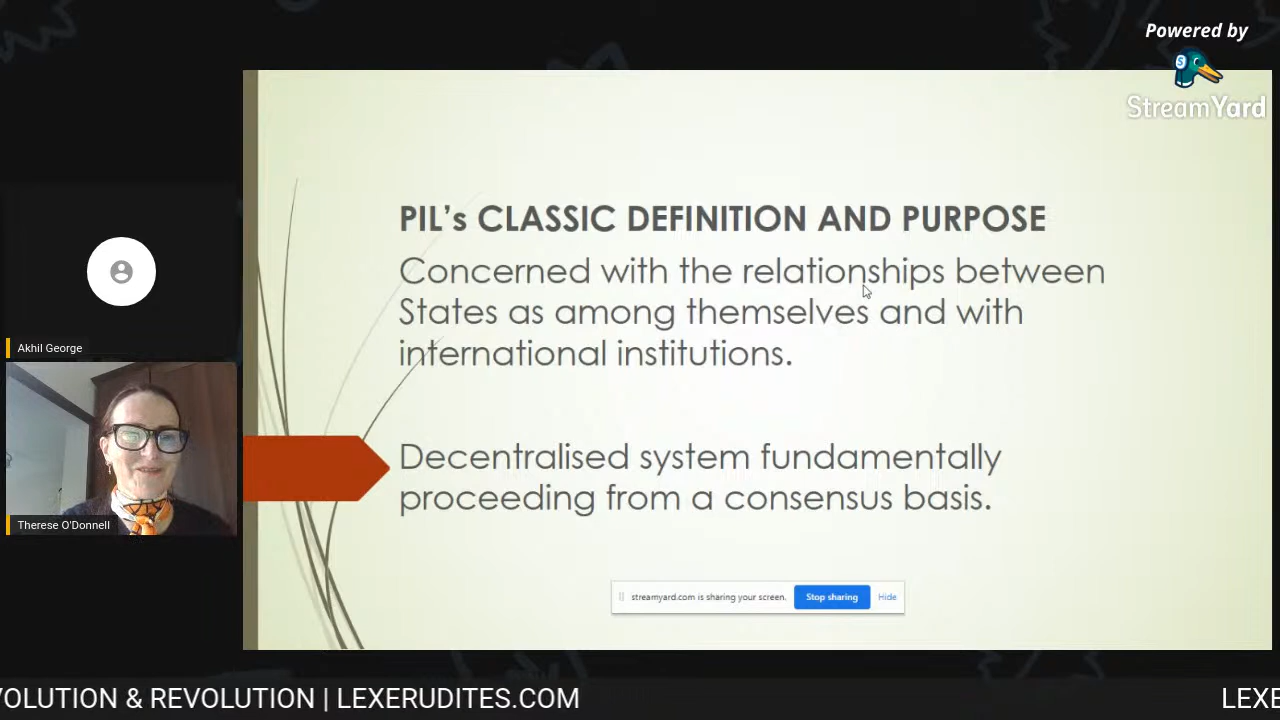 Powered by
StreamYard
PIL's CLASSIC DEFINITION AND PURPOSE
Concerned with the relationships between
States as among themselves and with
international institutions.
Decentralised system fundamentally
proceeding from a consensus basis.
Akhil George
Therese O'Donnell
streamyard.com is sharing your screen. Stop sharing Hide
OLUTION & REVOLUTION | LEXERUDITES.COM LEXE